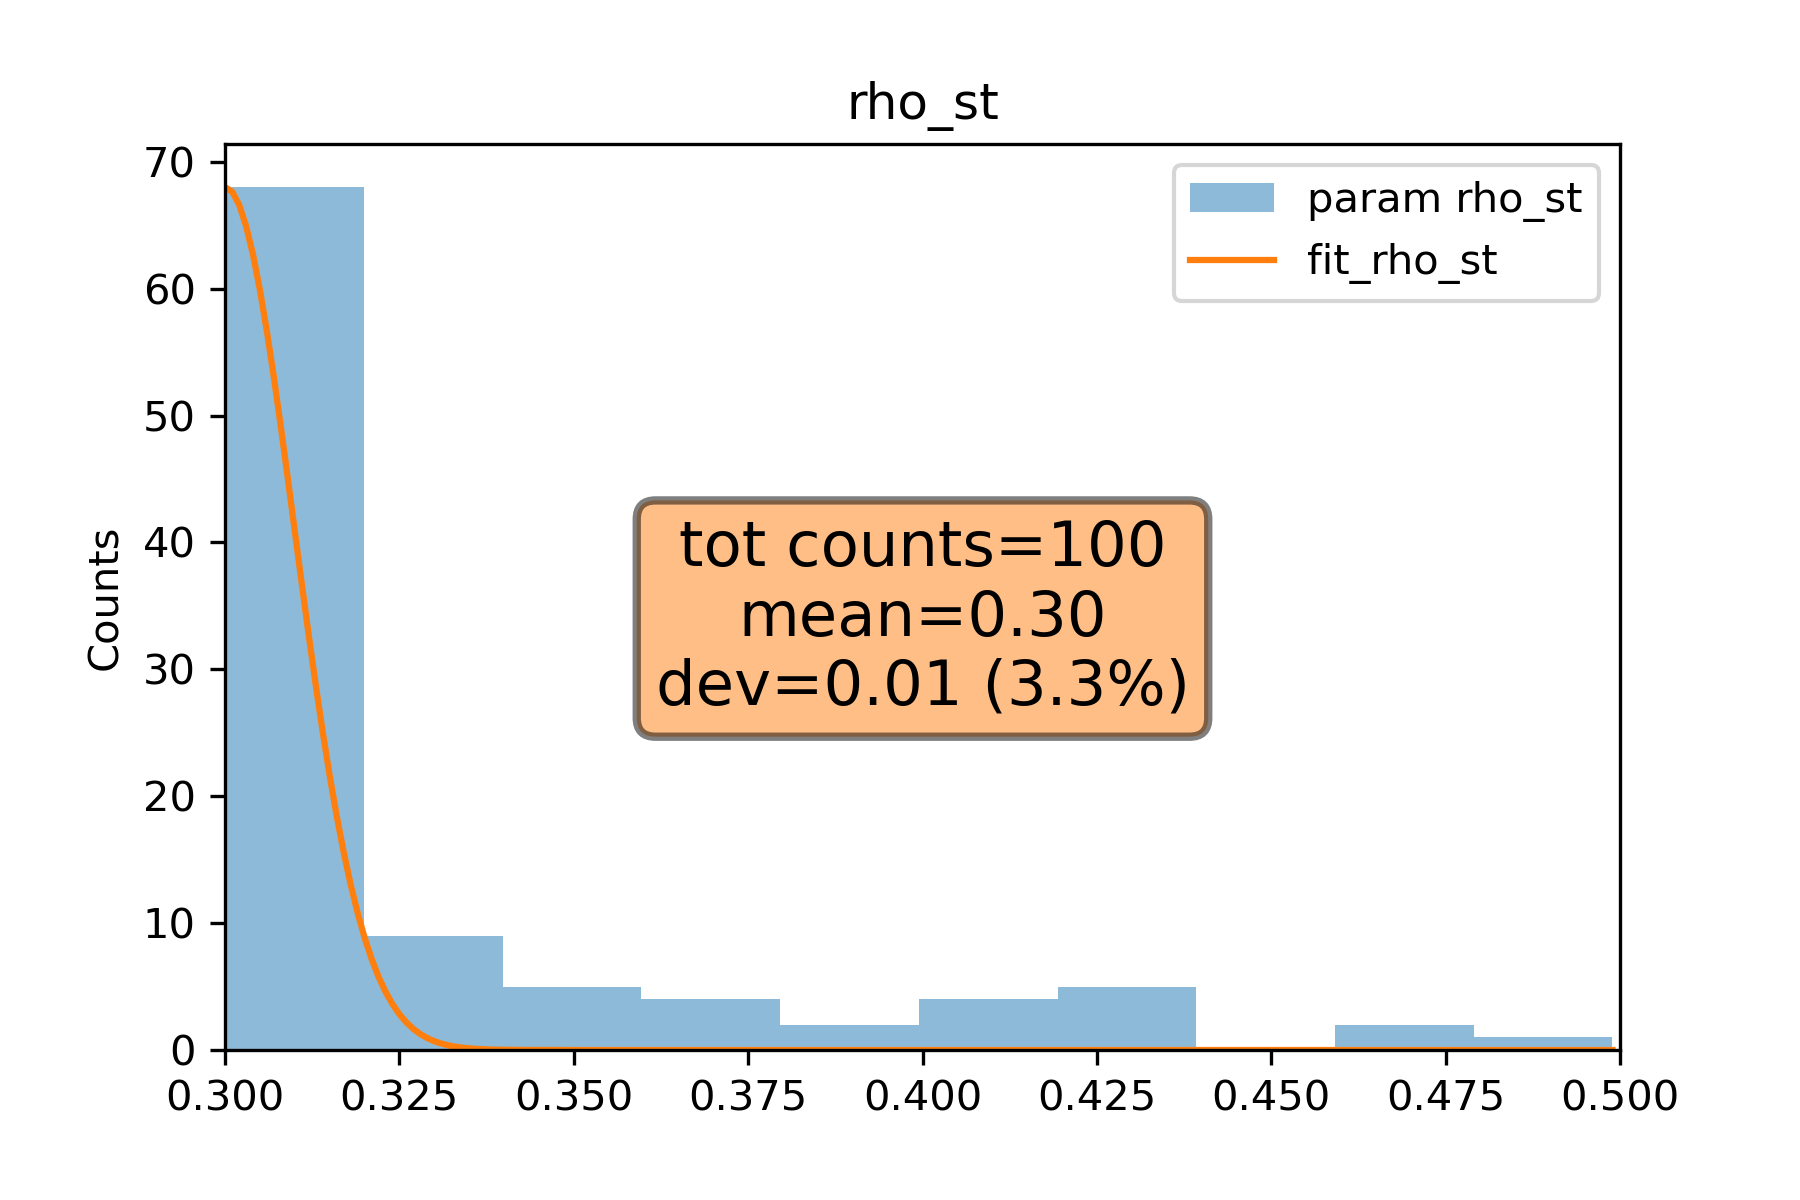 rho_st
70
60
50
40
30
20
10
0
Counts
param rho_st
fit_rho_st
tot counts=100
mean=0.30
dev=0.01 (3.3%)
0.300 0.325 0.350 0.375 0.400 0.425 0.450 0.475 0.500